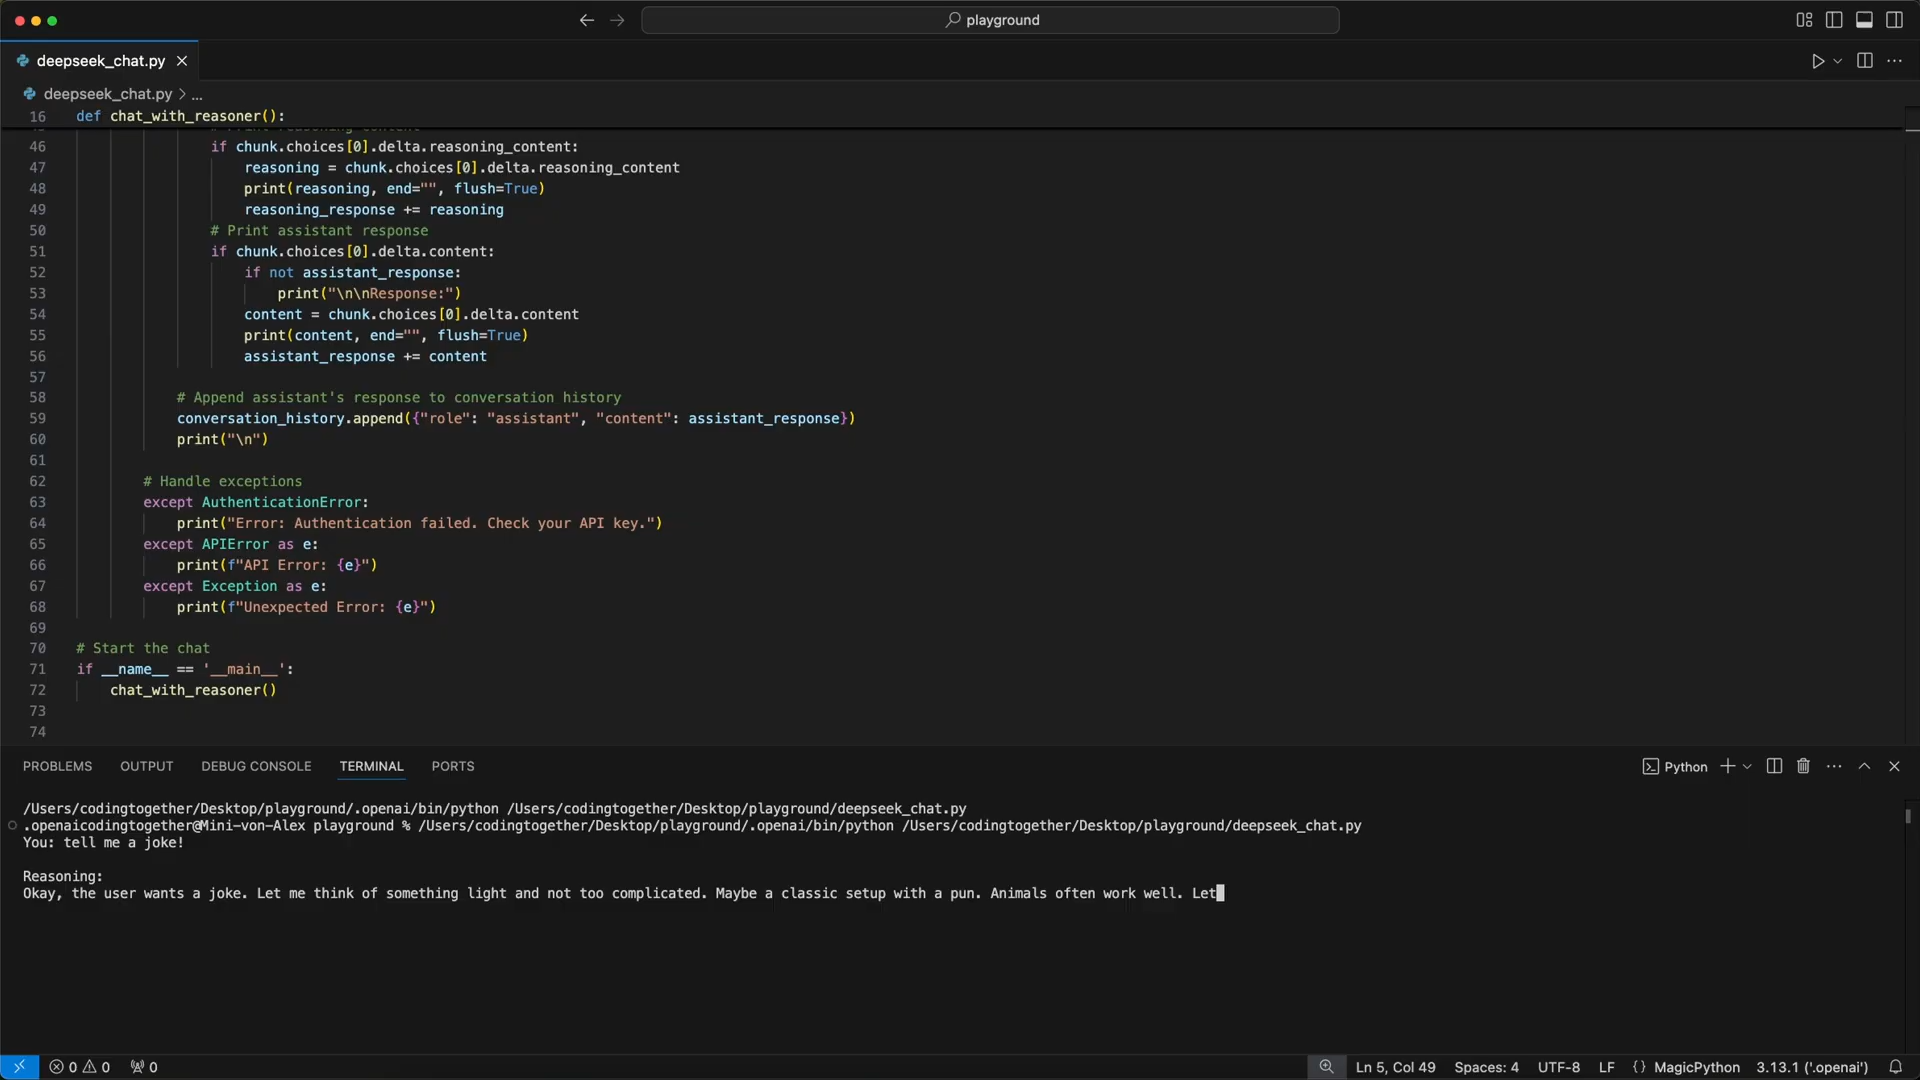 playground
deepseek_chat.py
deepseek_chat.py > ...
16 def chat_with_reasoner():
46 if chunk.choices[0].delta.reasoning_content:
47 reasoning = chunk.choices[0].delta.reasoning_content
48 print(reasoning, end="", flush=True)
49 reasoning_response += reasoning
50 # Print assistant response
51 if chunk.choices[0].delta.content:
52 if not assistant_response:
53 print("\n\nResponse:")
54 content = chunk.choices[0].delta.content
55 print(content, end="", flush=True)
56 assistant_response += content
57
58 # Append assistant's response to conversation history
59 conversation_history.append({"role": "assistant", "content": assistant_response})
60 print("\n")
61
62 # Handle exceptions
63 except AuthenticationError:
64 print("Error: Authentication failed. Check your API key.")
65 except APIError as e:
66 print(f"API Error: {e}")
67 except Exception as e:
68 print(f"Unexpected Error: {e}")
69
70 # Start the chat
71 if __name__ == '__main__':
72 chat_with_reasoner()
73
74
PROBLEMS OUTPUT DEBUG CONSOLE TERMINAL PORTS Python
/Users/codingtogether/Desktop/playground/.openai/bin/python /Users/codingtogether/Desktop/playground/deepseek_chat.py
.openaicodingtogether@Mini-von-Alex playground % /Users/codingtogether/Desktop/playground/.openai/bin/python /Users/codingtogether/Desktop/playground/deepseek_chat.py
You: tell me a joke!
Reasoning:
Okay, the user wants a joke. Let me think of something light and not too complicated. Maybe a classic setup with a pun. Animals often work well. Let
0 0 0 Ln 5, Col 49 Spaces: 4 UTF-8 LF {} MagicPython 3.13.1 ('.openai')